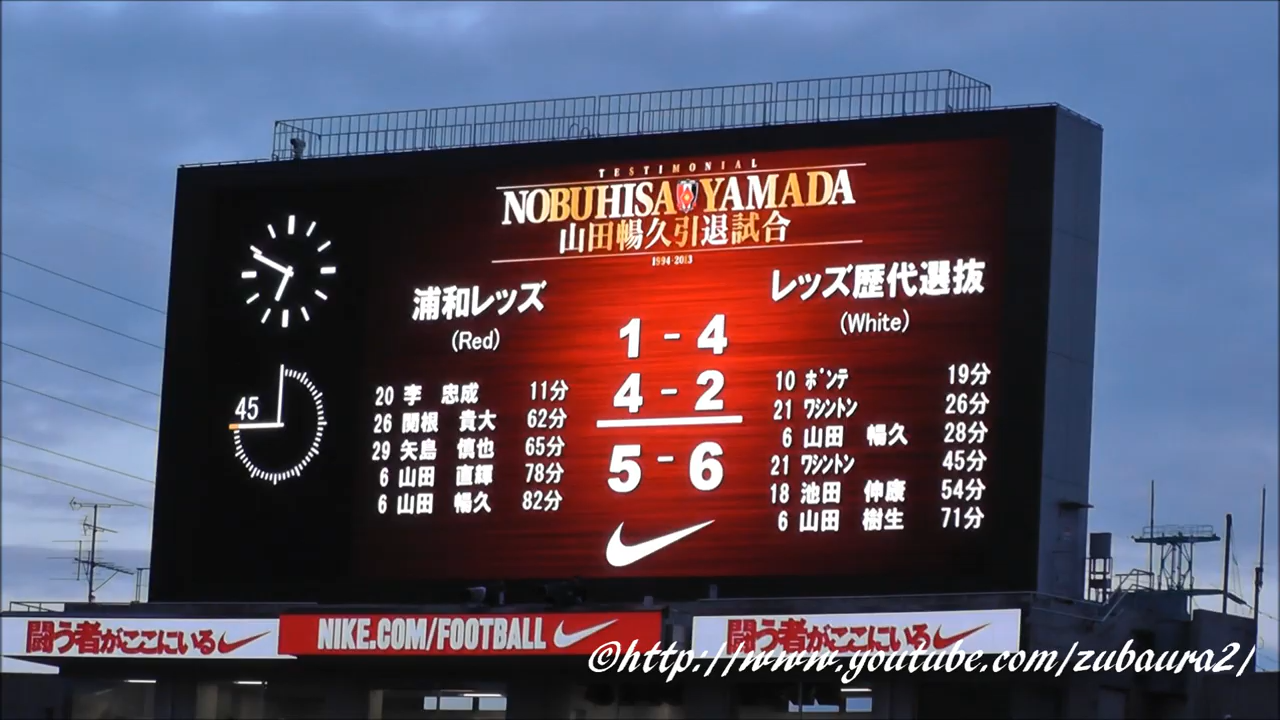 TESTIMONIAL
NOBUHISA YAMADA
山田暢久引退試合
1994-2013
浦和レッズ
(Red)
レッズ歴代選抜
(White)
1 - 4
4 - 2
5 - 6
20 李 忠成 11分
26 関根 貴大 62分
29 矢島 慎也 65分
6 山田 直輝 78分
6 山田 暢久 82分
10 ポンテ 19分
21 ワシントン 26分
6 山田 暢久 28分
21 ワシントン 45分
18 池田 伸康 54分
6 山田 樹生 71分
45
闘う者がここにいる
NIKE.COM/FOOTBALL
闘う者がここにいる
©http://www.youtube.com/zubaura2/